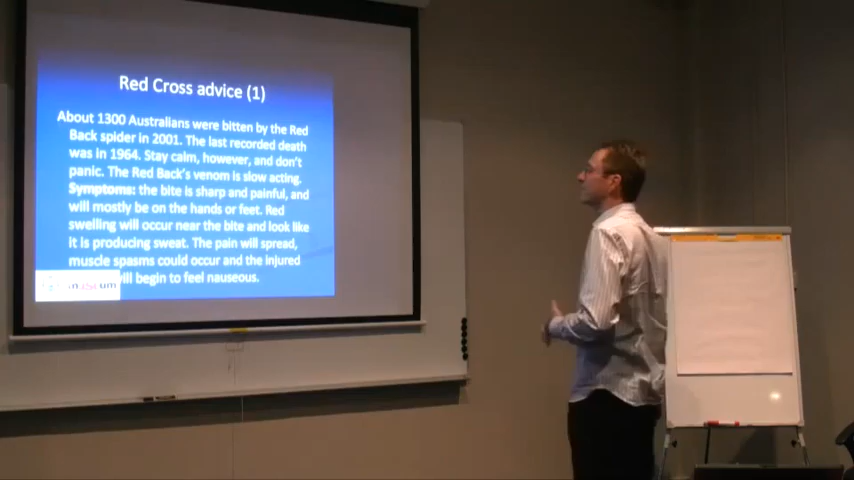 Red Cross advice (1)
About 1300 Australians were bitten by the Red
Back spider in 2001. The last recorded death
was in 1964. Stay calm, however, and don't
panic. The Red Back's venom is slow acting.
Symptoms: the bite is sharp and painful, and
will mostly be on the hands or feet. Red
swelling will occur near the bite and look like
it is producing sweat. The pain will spread,
muscle spasms could occur and the injured
will begin to feel nauseous.